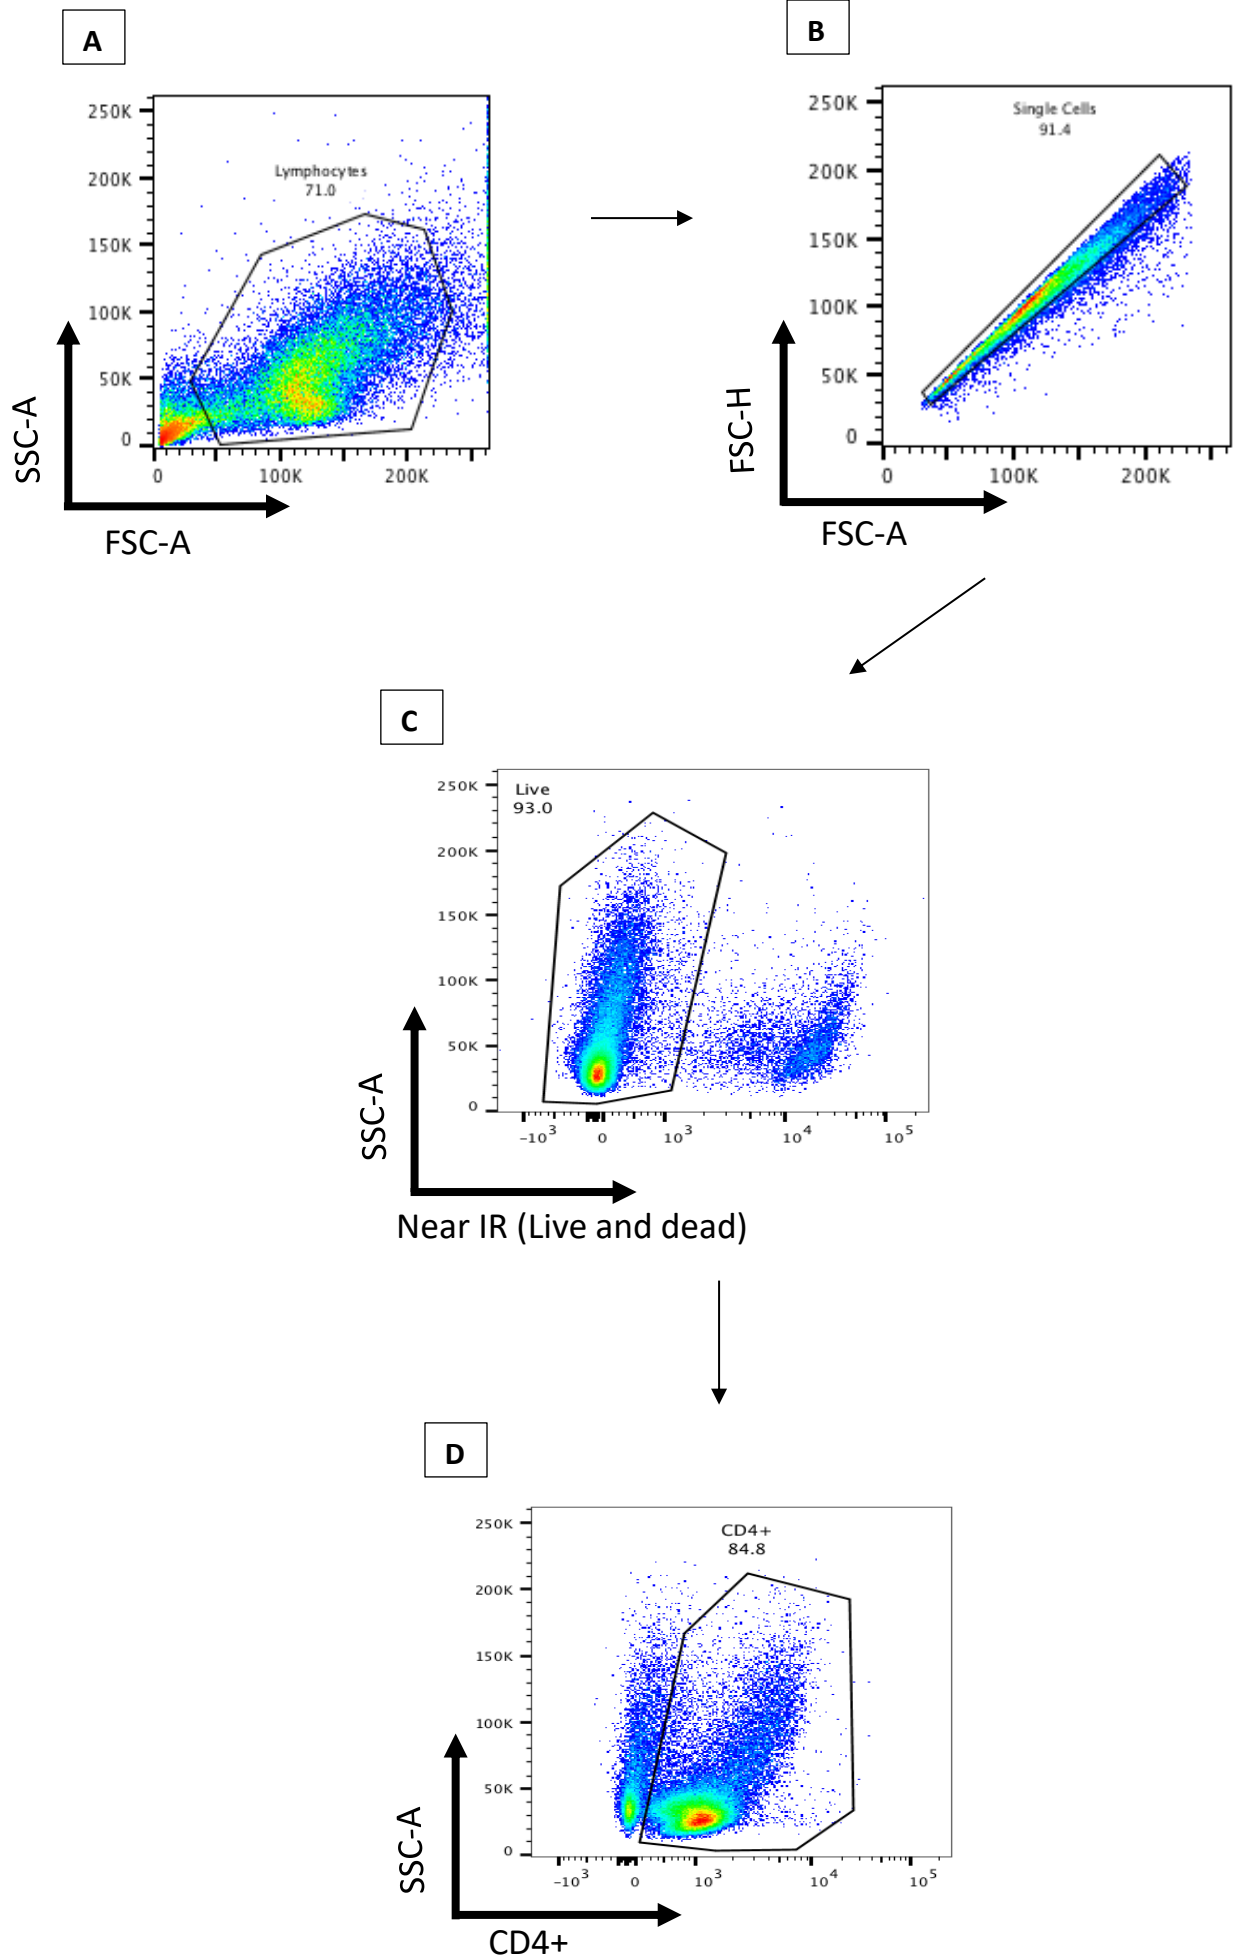 A
250K
200K
150K
100K
50K
0
Lymphocytes
71.0
0
100K
200K
SSC-A
FSC-A
B
250K
200K
150K
100K
50K
0
Single Cells
91.4
0
100K
200K
FSC-H
FSC-A
C
250K
200K
150K
100K
50K
0
Live
93.0
-10³
0
10³
10⁴
10⁵
SSC-A
Near IR (Live and dead)
D
250K
200K
150K
100K
50K
0
CD4+
84.8
-10³
0
10³
10⁴
10⁵
SSC-A
CD4+